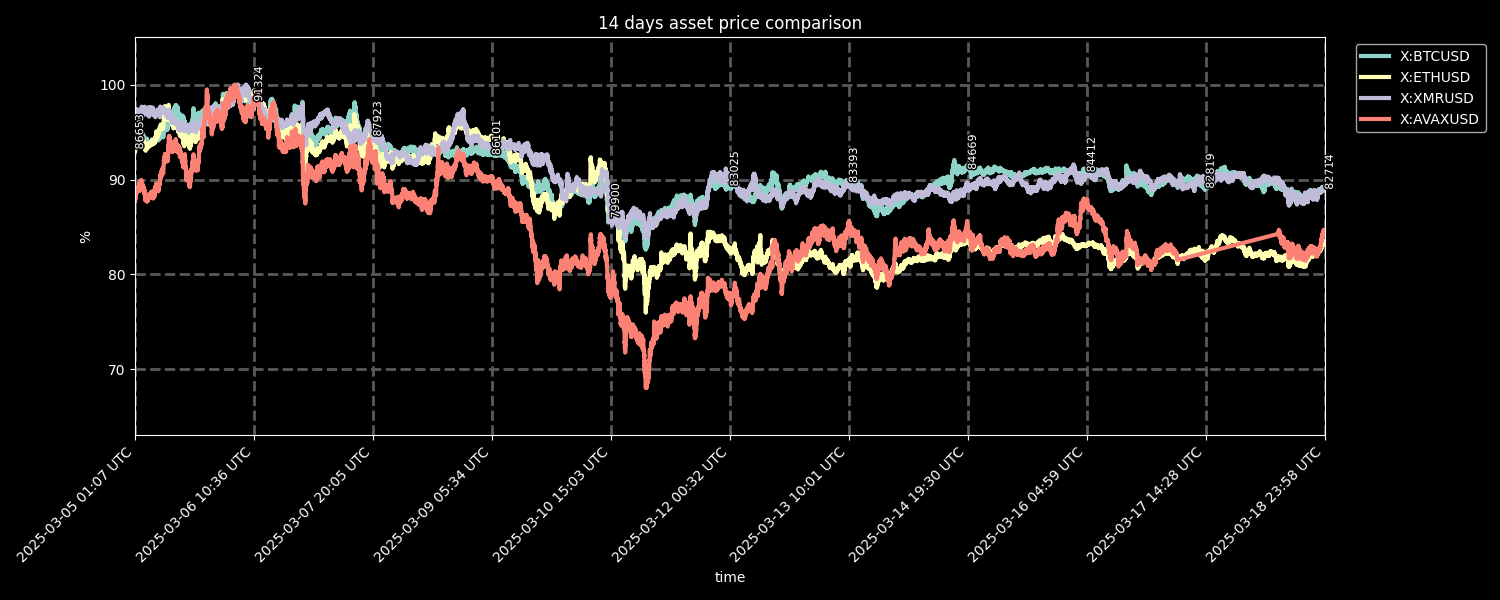 14 days asset price comparison
X:BTCUSD
X:ETHUSD
X:XMRUSD
X:AVAXUSD
%
100
90
80
70
86653
91324
87923
86101
79900
83025
83393
84669
84412
82819
82714
2025-03-05 01:07 UTC
2025-03-06 10:36 UTC
2025-03-07 20:05 UTC
2025-03-09 05:34 UTC
2025-03-10 15:03 UTC
2025-03-12 00:32 UTC
2025-03-13 10:01 UTC
2025-03-14 19:30 UTC
2025-03-16 04:59 UTC
2025-03-17 14:28 UTC
2025-03-18 23:58 UTC
time